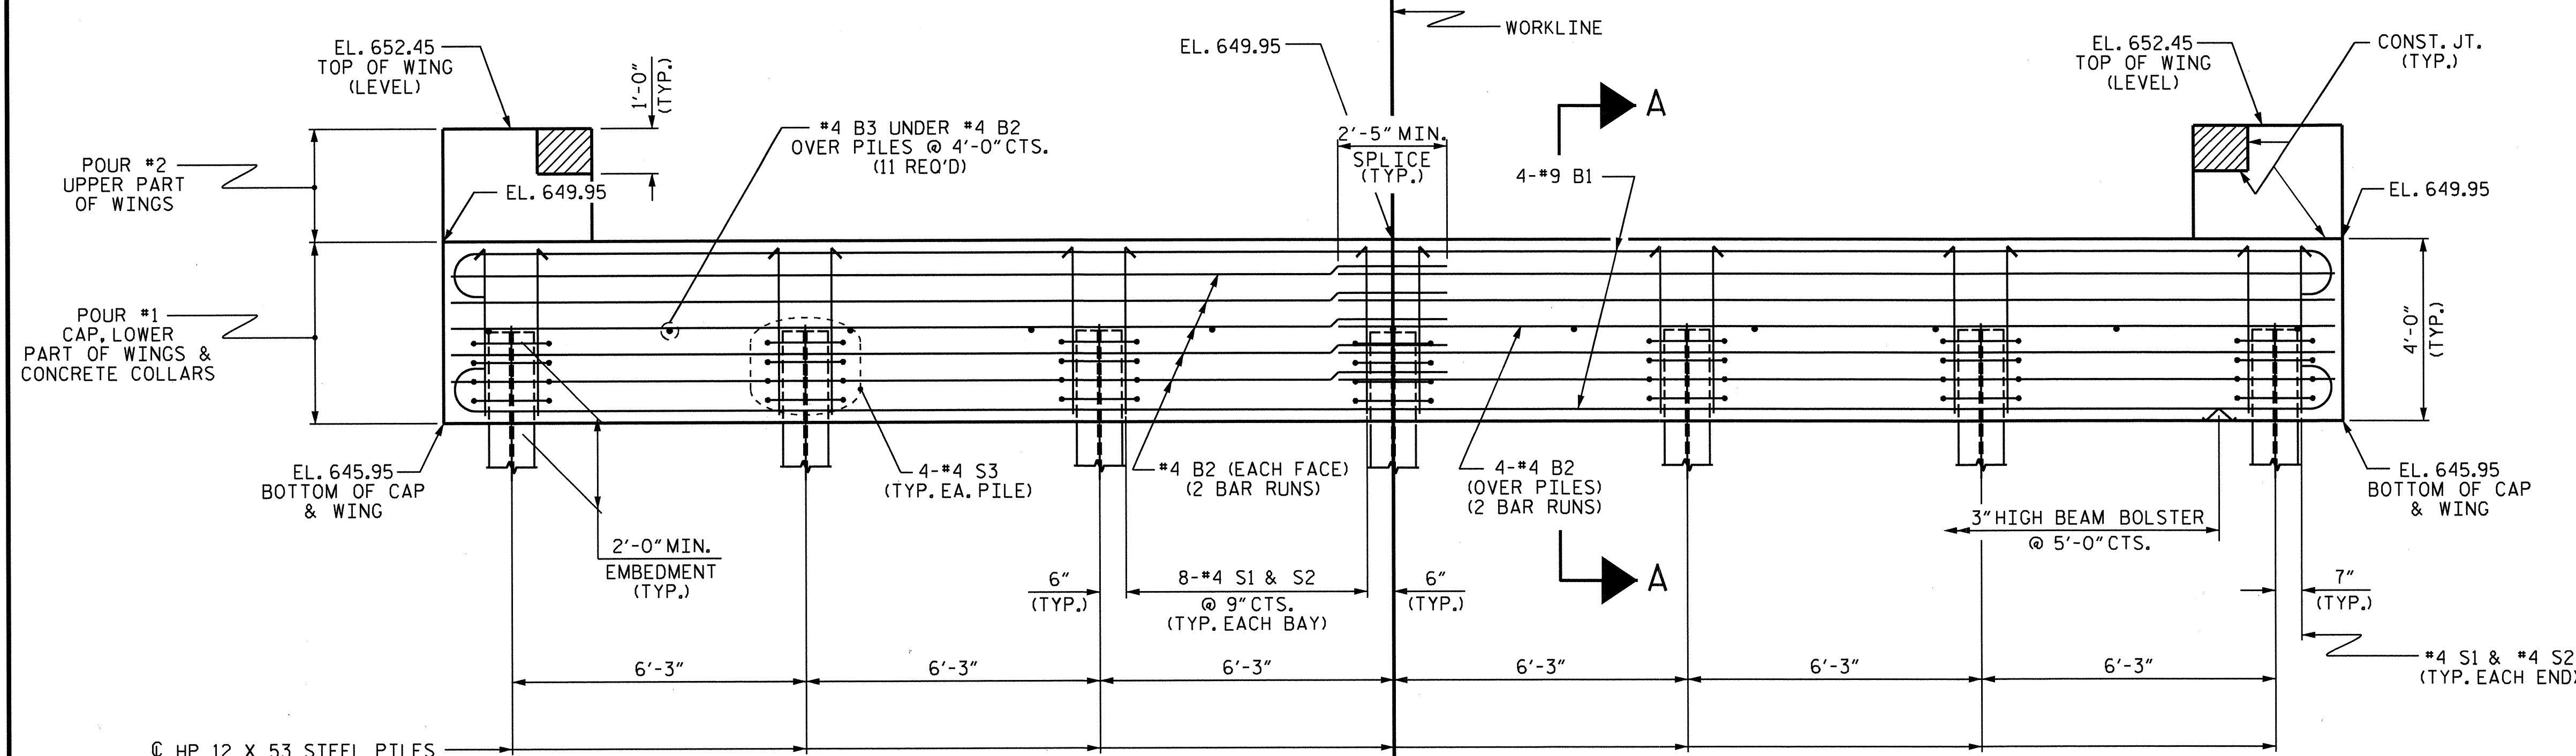 WORKLINE
EL. 652.45
TOP OF WING
(LEVEL)
1'-0"
(TYP.)
EL. 649.95
EL. 652.45
TOP OF WING
(LEVEL)
CONST. JT.
(TYP.)
#4 B3 UNDER #4 B2
OVER PILES @ 4'-0" CTS.
(11 REQ'D)
2'-5" MIN.
SPLICE
(TYP.)
A
4-#9 B1
POUR #2
UPPER PART
OF WINGS
EL. 649.95
EL. 649.95
POUR #1
CAP, LOWER
PART OF WINGS &
CONCRETE COLLARS
4'-0"
(TYP.)
EL. 645.95
BOTTOM OF CAP
& WING
4-#4 S3
(TYP. EA. PILE)
#4 B2 (EACH FACE)
(2 BAR RUNS)
4-#4 B2
(OVER PILES)
(2 BAR RUNS)
EL. 645.95
BOTTOM OF CAP
& WING
3" HIGH BEAM BOLSTER
@ 5'-0" CTS.
2'-0" MIN.
EMBEDMENT
(TYP.)
6"
(TYP.)
8-#4 S1 & S2
@ 9" CTS.
(TYP. EACH BAY)
6"
(TYP.)
A
7"
(TYP.)
#4 S1 & #4 S2
(TYP. EACH END)
6'-3"
6'-3"
6'-3"
6'-3"
6'-3"
6'-3"
℄ HP 12 X 53 STEEL PILES